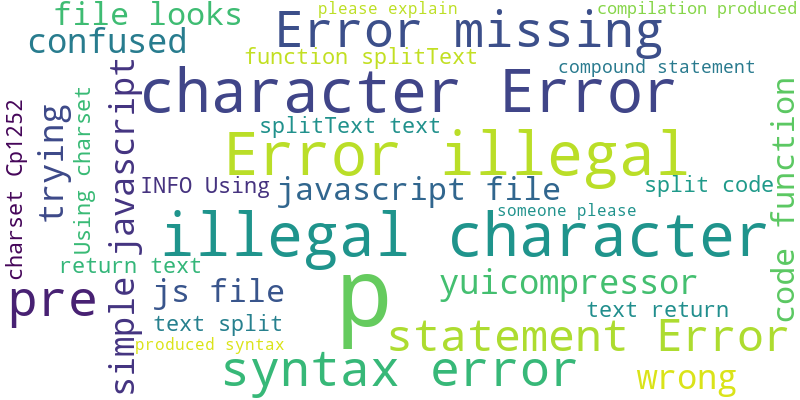 please explain
compilation produced
file looks
Error missing
confused
function splitText
compound statement
character Error
splitText text
Error illegal
INFO Using
javascript file
split code
someone please
illegal character
return text
js file
p
yuicompressor
pre
text split
text return
statement Error
produced syntax
syntax error
wrong
charset Cp1252
trying
Using charset
simple javascript
code function